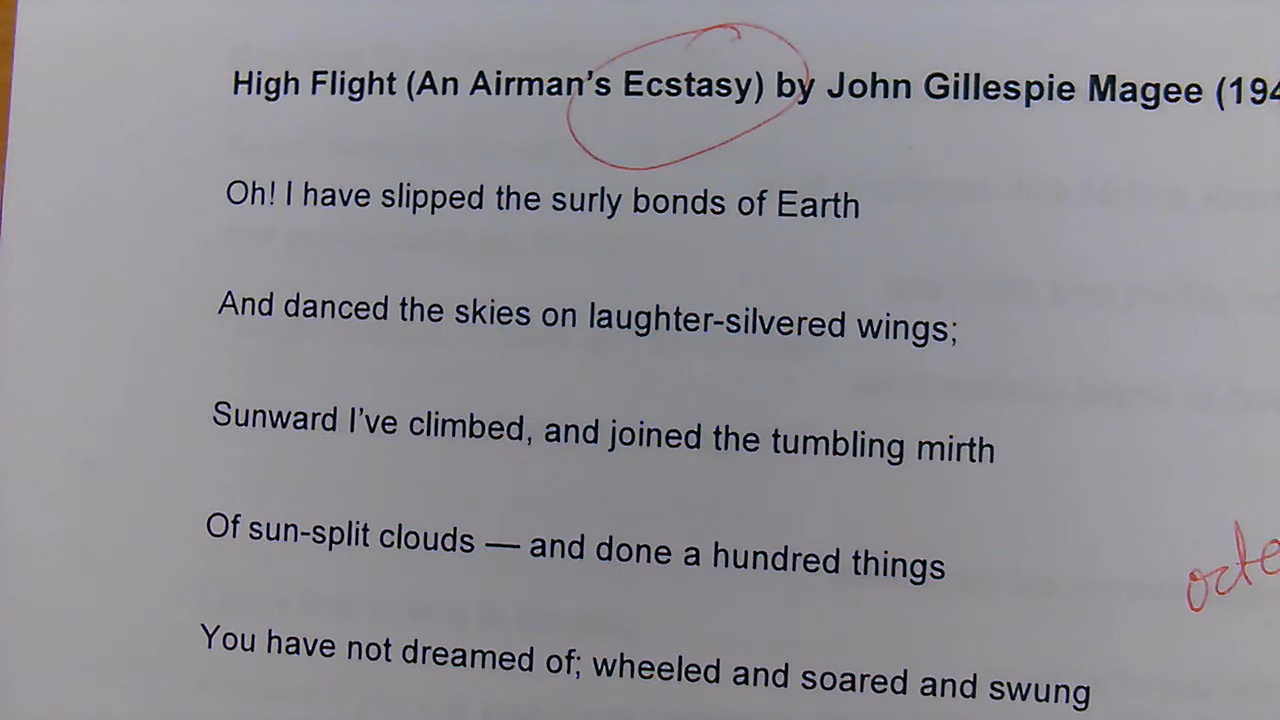 High Flight (An Airman's Ecstasy) by John Gillespie Magee (194
Oh! I have slipped the surly bonds of Earth
And danced the skies on laughter-silvered wings;
Sunward I've climbed, and joined the tumbling mirth
Of sun-split clouds — and done a hundred things
octe
You have not dreamed of; wheeled and soared and swung